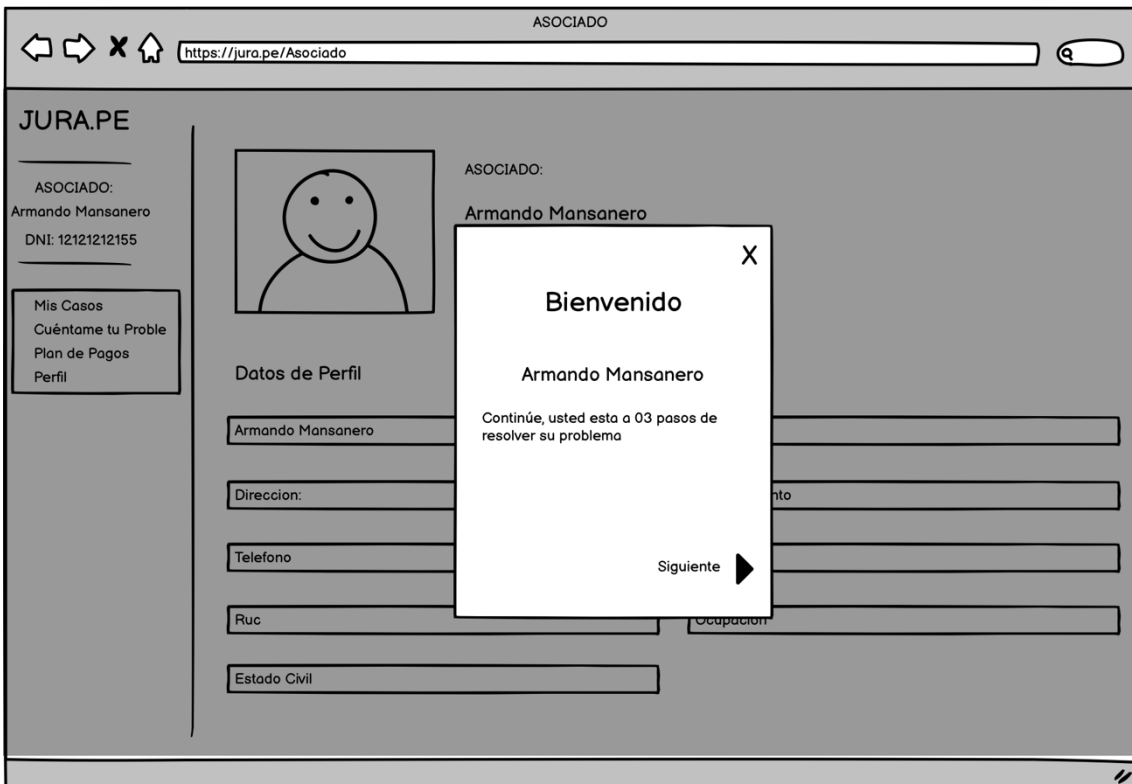 ASOCIADO
https://jura.pe/Asociado
JURA.PE
ASOCIADO:
Armando Mansanero
DNI: 12121212155
Mis Casos
Cuéntame tu Proble
Plan de Pagos
Perfil
ASOCIADO:
Armando Mansanero
Datos de Perfil
Armando Mansanero
Direccion:
nto
Telefono
Ruc
Ocupacion
Estado Civil
X
Bienvenido
Armando Mansanero
Continúe, usted esta a 03 pasos de
resolver su problema
Siguiente